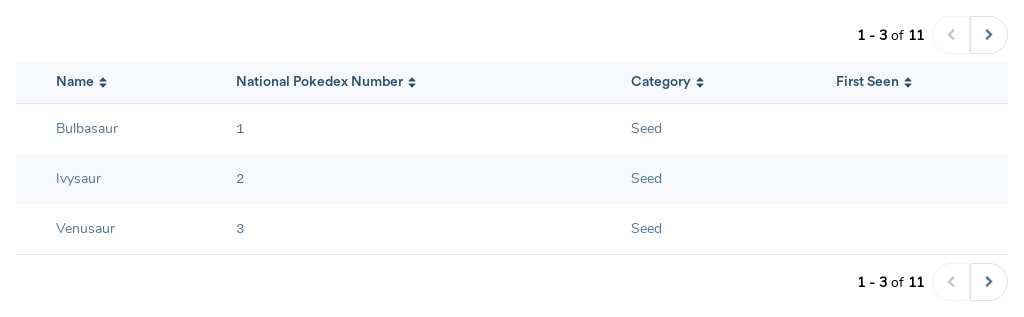 1 - 3 of 11
Name National Pokedex Number Category First Seen
Bulbasaur 1 Seed
Ivysaur 2 Seed
Venusaur 3 Seed
1 - 3 of 11